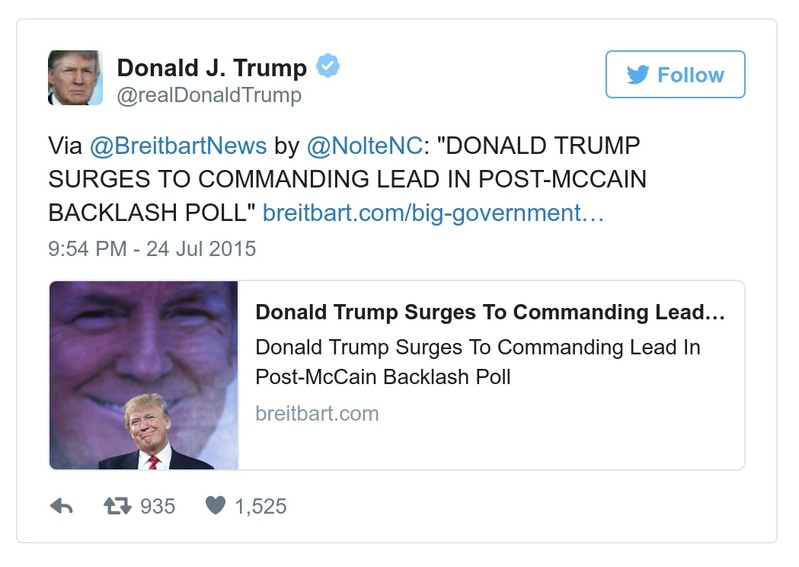 Donald J. Trump
@realDonaldTrump
Follow
Via @BreitbartNews by @NolteNC: "DONALD TRUMP
SURGES TO COMMANDING LEAD IN POST-MCCAIN
BACKLASH POLL" breitbart.com/big-government…
9:54 PM - 24 Jul 2015
Donald Trump Surges To Commanding Lead…
Donald Trump Surges To Commanding Lead In
Post-McCain Backlash Poll
breitbart.com
935
1,525